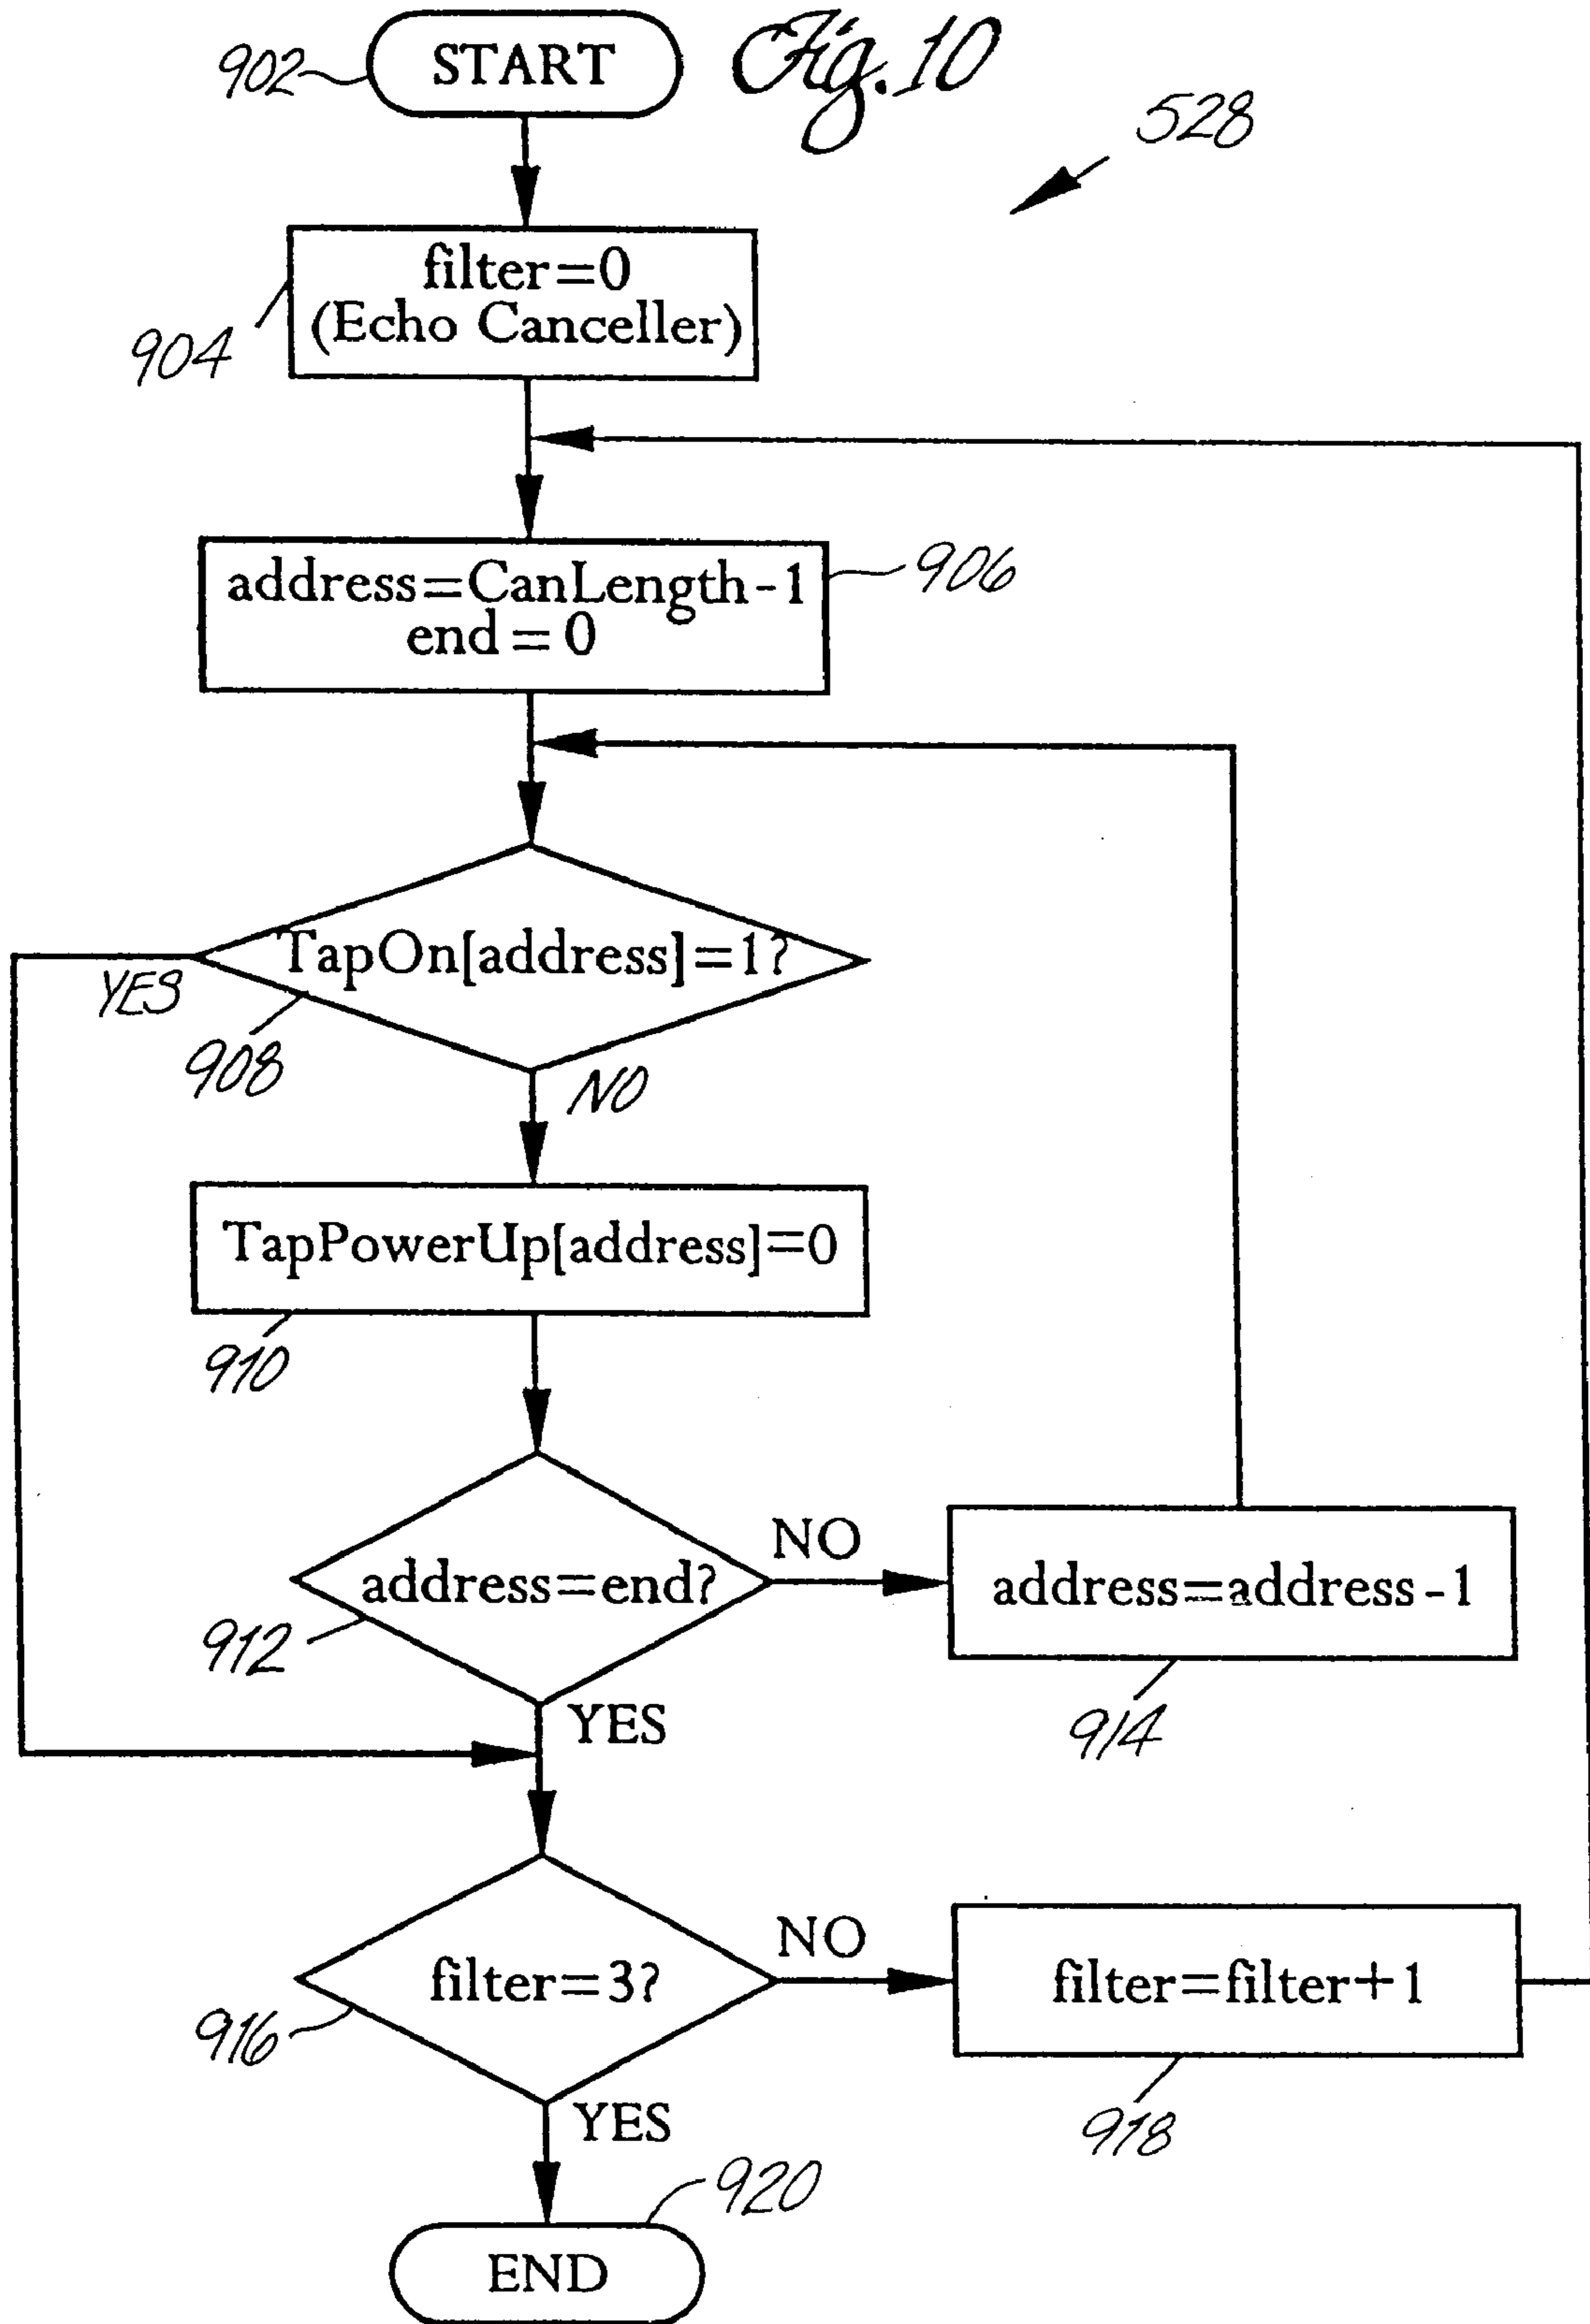 902
START
Fig. 10
528
filter=0
(Echo Canceller)
904
address=CanLength-1
end=0
906
TapOn[address]=1?
YES
908
NO
TapPowerUp[address]=0
910
address=end?
NO
address=address-1
912
YES
914
filter=3?
NO
filter=filter+1
916
YES
918
920
END